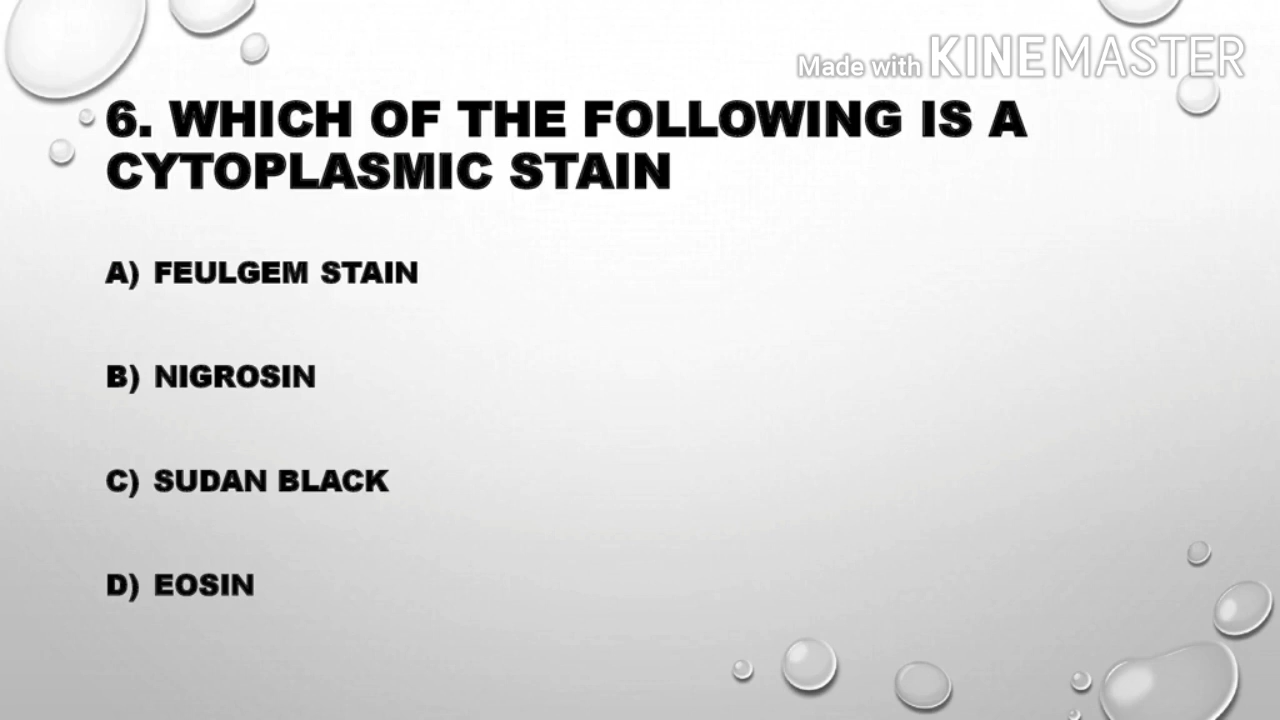 Made with KINEMASTER
6. WHICH OF THE FOLLOWING IS A
CYTOPLASMIC STAIN
A) FEULGEM STAIN
B) NIGROSIN
C) SUDAN BLACK
D) EOSIN